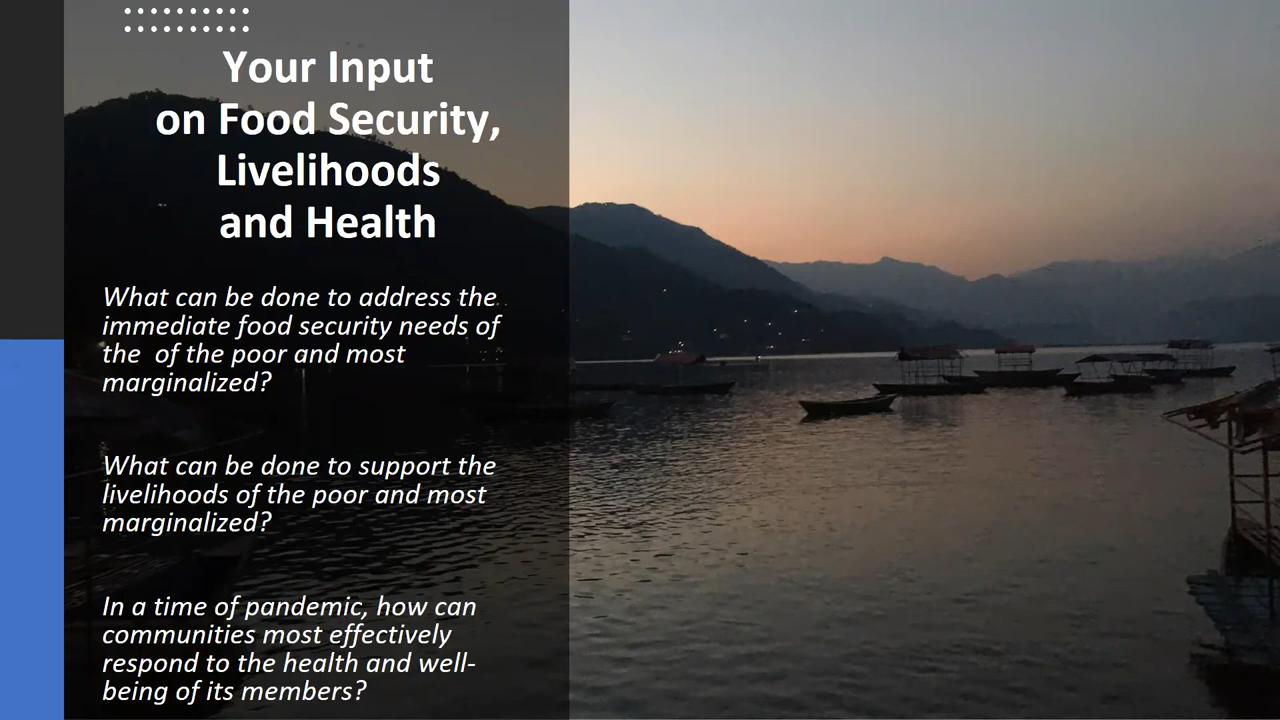 Your Input
on Food Security,
Livelihoods
and Health
What can be done to address the
immediate food security needs of
the  of the poor and most
marginalized?
What can be done to support the
livelihoods of the poor and most
marginalized?
In a time of pandemic, how can
communities most effectively
respond to the health and well-
being of its members?